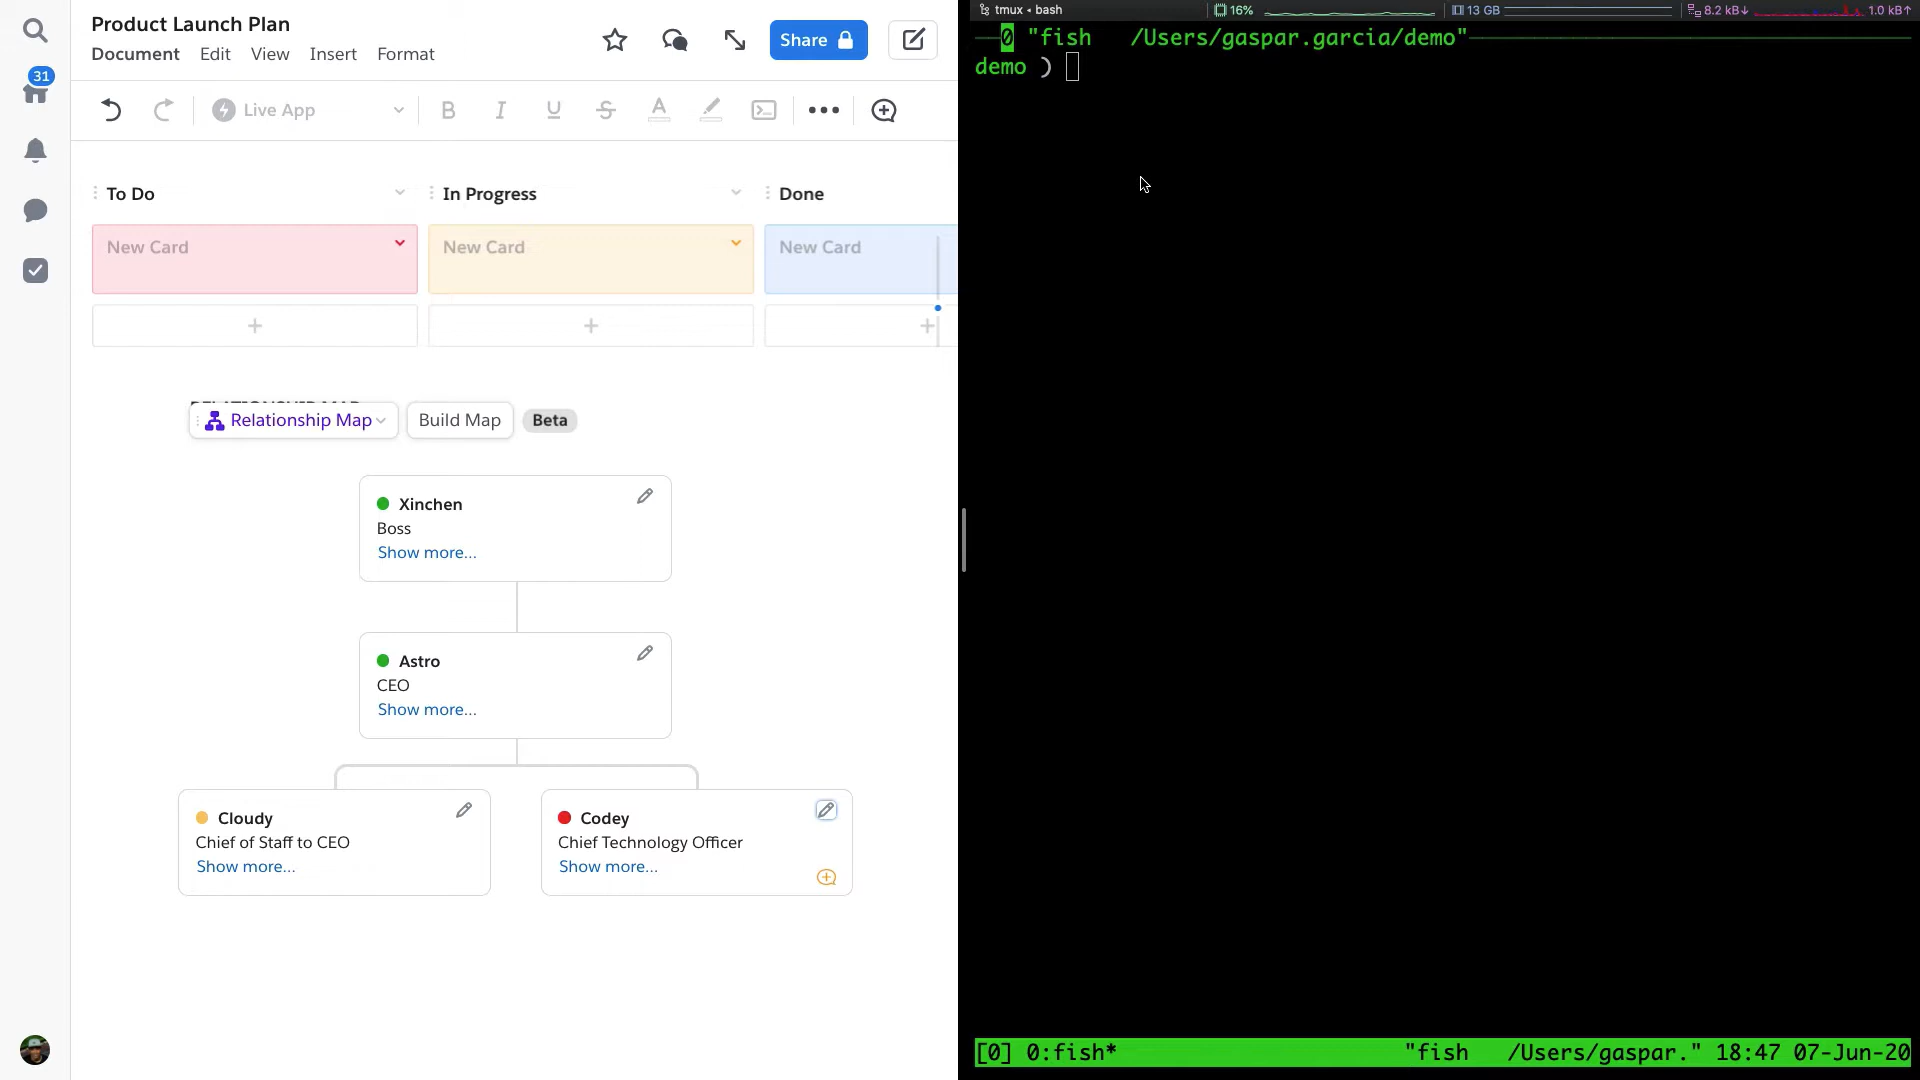 Product Launch Plan
Document Edit View Insert Format
Share
31
Live App
B I U S A
To Do
In Progress
Done
New Card
New Card
New Card
+
+
+
Relationship Map
Build Map
Beta
Xinchen
Boss
Show more...
Astro
CEO
Show more...
Cloudy
Chief of Staff to CEO
Show more...
Codey
Chief Technology Officer
Show more...
tmux • bash
16%
13 GB
8.2 kB↓
1.0 kB↑
0 "fish /Users/gaspar.garcia/demo"
demo )
[0] 0:fish* "fish /Users/gaspar." 18:47 07-Jun-20